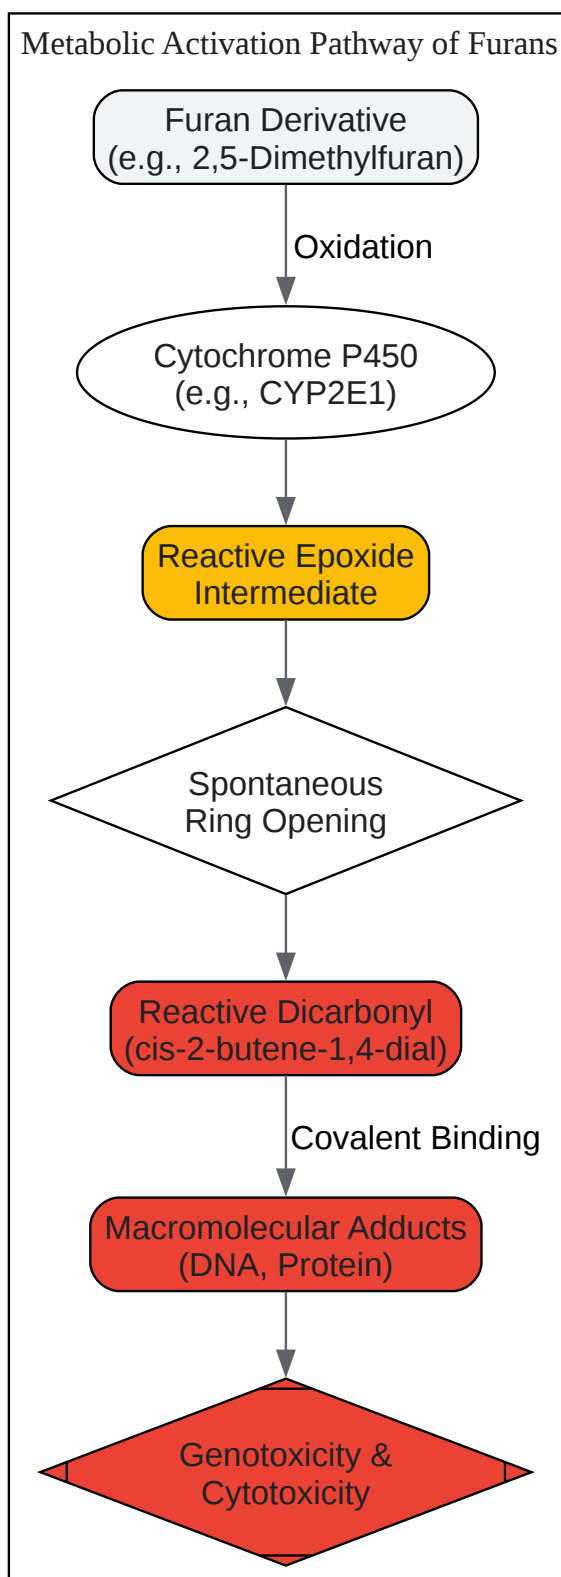 Metabolic Activation Pathway of Furans
Furan Derivative
(e.g., 2,5-Dimethylfuran)
Oxidation
Cytochrome P450
(e.g., CYP2E1)
Reactive Epoxide
Intermediate
Spontaneous
Ring Opening
Reactive Dicarbonyl
(cis-2-butene-1,4-dial)
Covalent Binding
Macromolecular Adducts
(DNA, Protein)
Genotoxicity &
Cytotoxicity